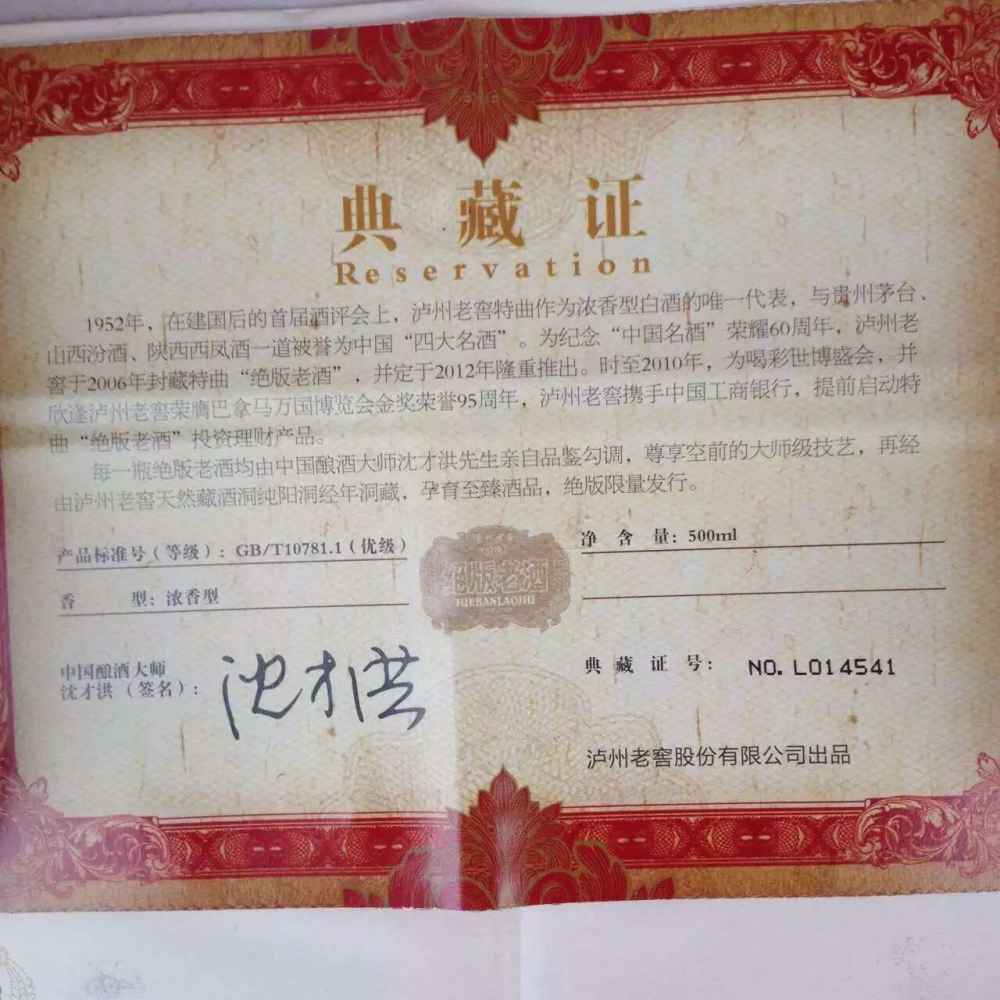 典藏证
Reservation
1952年，在建国后的首届酒评会上，泸州老窖特曲作为浓香型白酒的唯一代表，与贵州茅台、
山西汾酒、陕西西凤酒一道被誉为中国“四大名酒”。为纪念“中国名酒”荣耀60周年，泸州老
窖于2006年封藏特曲“绝版老酒”，并定于2012年隆重推出。时至2010年，为喝彩世博盛会，并
欣逢泸州老窖荣膺巴拿马万国博览会金奖荣誉95周年，泸州老窖携手中国工商银行，提前启动特
曲“绝版老酒”投资理财产品。
每一瓶绝版老酒均由中国酿酒大师沈才洪先生亲自品鉴勾调，尊享空前的大师级技艺，再经
由泸州老窖天然藏酒洞纯阳洞经年洞藏，孕育至臻酒品，绝版限量发行。
产品标准号（等级）：GB/T10781.1（优级）
净含量：500ml
香型：浓香型
绝版老酒
JUEBANLAOJIU
中国酿酒大师
沈才洪（签名）：
沈才洪
典藏证号：NO.L014541
泸州老窖股份有限公司出品